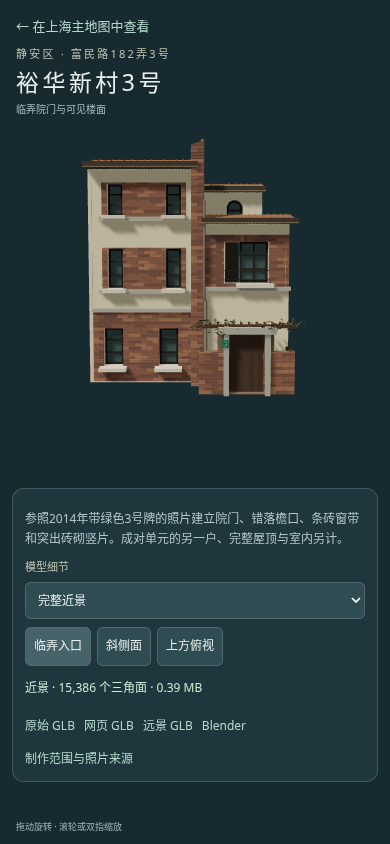 ← 在上海主地图中查看
静安区 · 富民路182弄3号
裕华新村3号
临弄院门与可见楼面
参照2014年带绿色3号牌的照片建立院门、错落檐口、条砖窗带
和突出砖砌竖片。成对单元的另一户、完整屋顶与室内另计。
模型细节
完整近景
临弄入口 斜侧面 上方俯视
近景 · 15,386 个三角面 · 0.39 MB
原始 GLB 网页 GLB 远景 GLB Blender
制作范围与照片来源
拖动旋转 · 滚轮或双指缩放